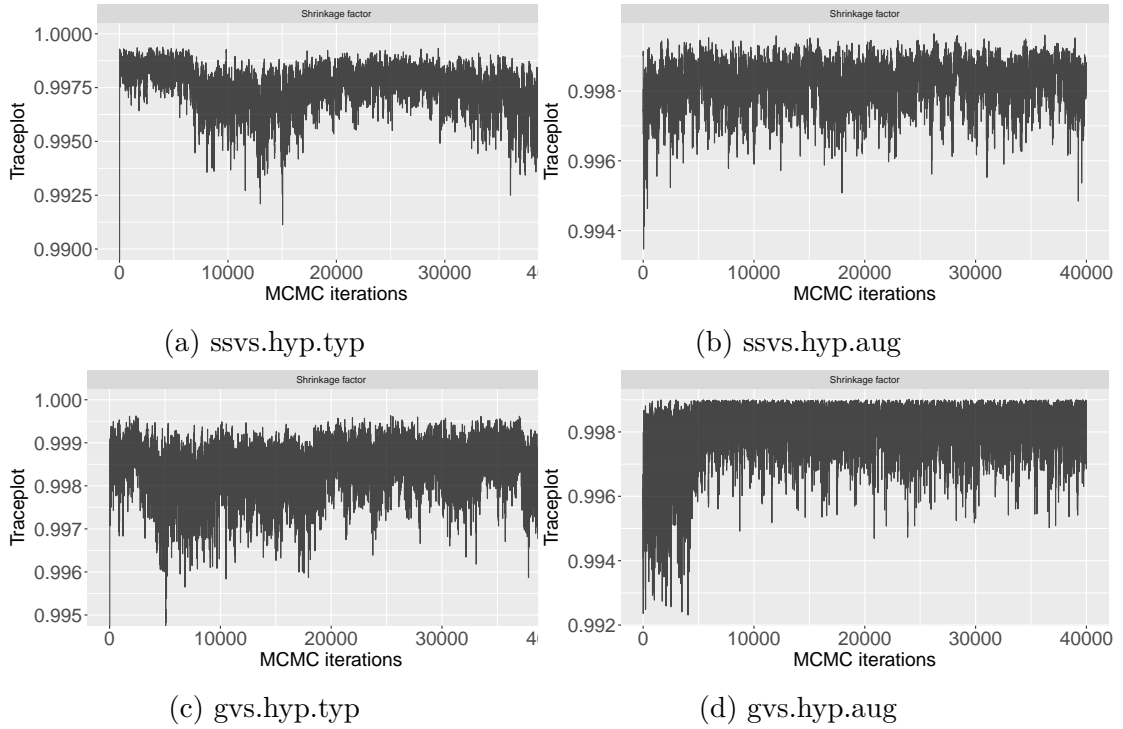 Shrinkage factor
1.0000
0.9975
0.9950
0.9925
0.9900
Traceplot
0 10000 20000 30000 40
MCMC iterations
(a) ssvs.hyp.typ
Shrinkage factor
0.998
0.996
0.994
Traceplot
0 10000 20000 30000 40000
MCMC iterations
(b) ssvs.hyp.aug
Shrinkage factor
1.000
0.999
0.998
0.997
0.996
0.995
Traceplot
0 10000 20000 30000 40
MCMC iterations
(c) gvs.hyp.typ
Shrinkage factor
0.998
0.996
0.994
0.992
Traceplot
0 10000 20000 30000 40000
MCMC iterations
(d) gvs.hyp.aug